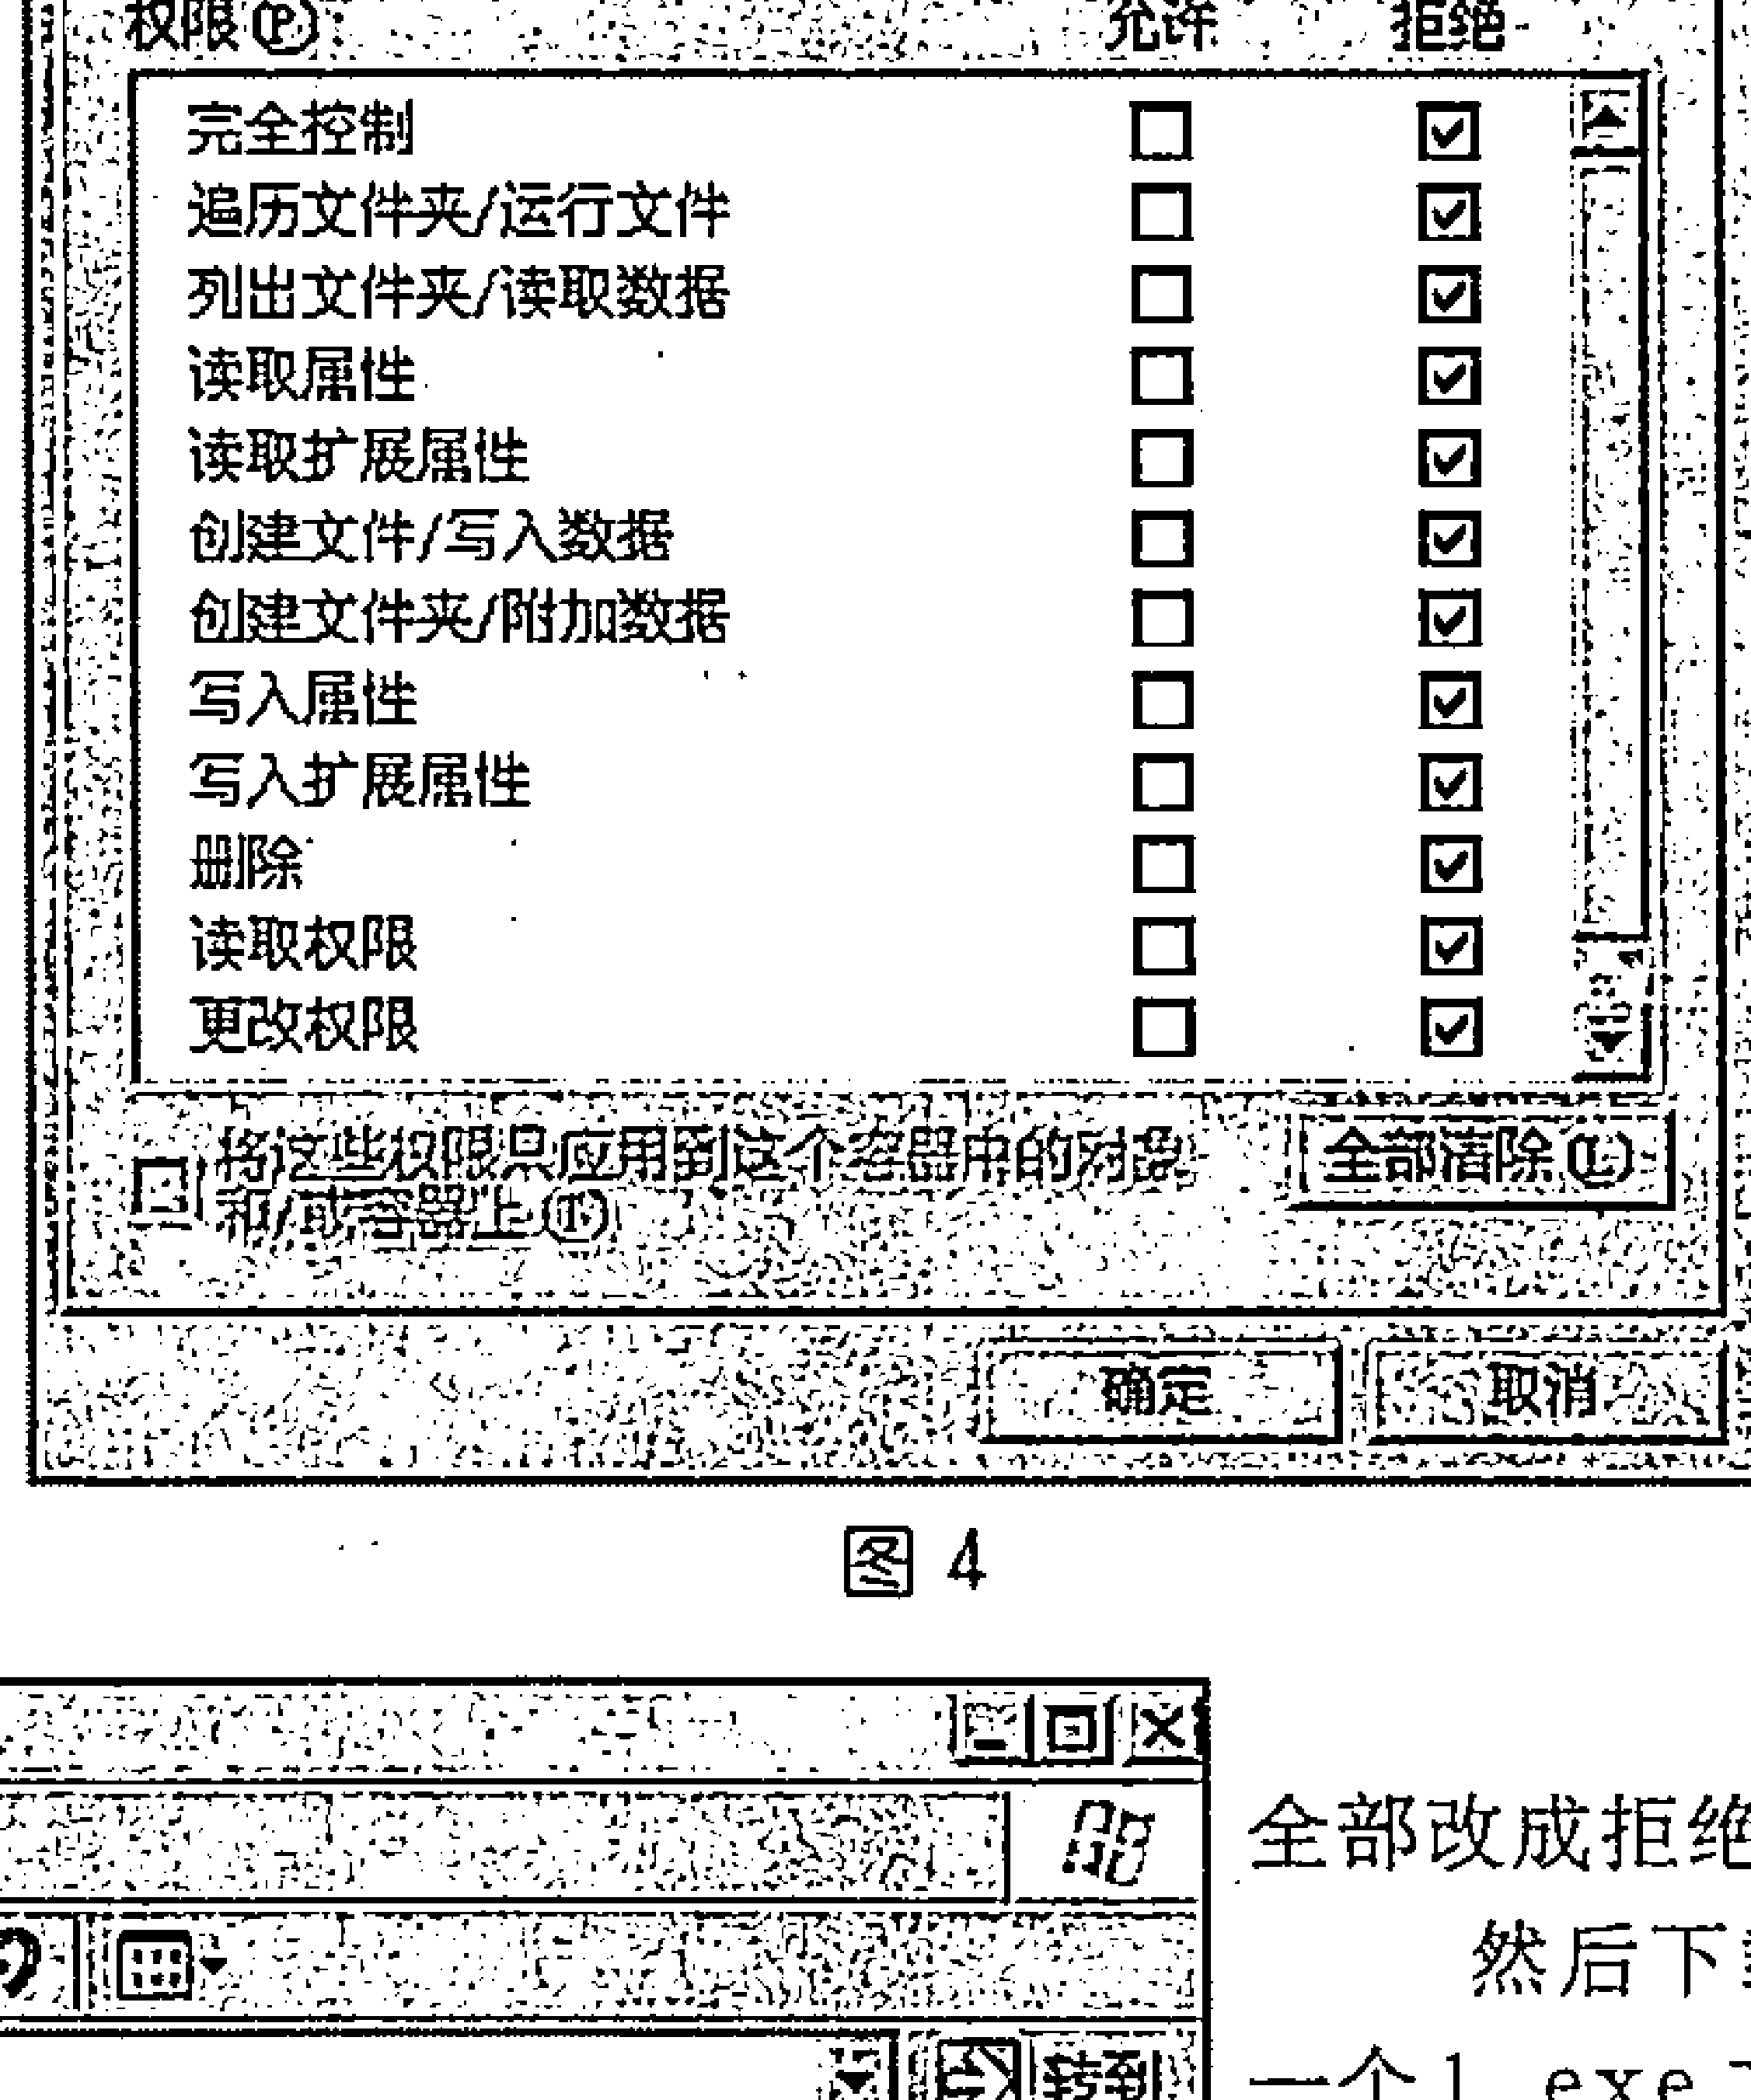 权限(P) 允许 拒绝
完全控制
遍历文件夹/运行文件
列出文件夹/读取数据
读取属性
读取扩展属性
创建文件/写入数据
创建文件夹/附加数据
写入属性
写入扩展属性
删除
读取权限
更改权限
将这些权限只应用到这个容器中的对象
和/或容器上(T)
全部清除(L)
确定 取消
图 4
转到
全部改成拒绝
然后下
一个1 exe